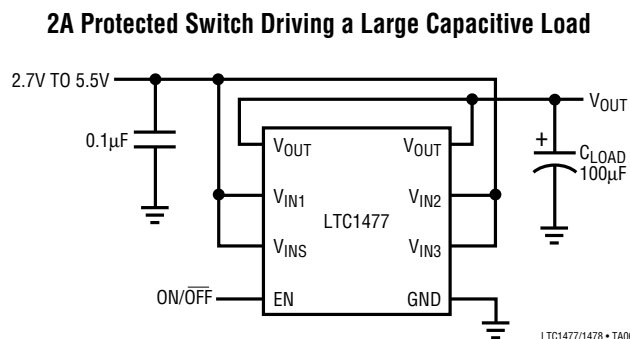 2A Protected Switch Driving a Large Capacitive Load
2.7V TO 5.5V
VOUT
0.1µF
+
CLOAD
100µF
VOUT
VOUT
VIN1
VIN2
LTC1477
VINS
VIN3
ON/OFF
EN
GND